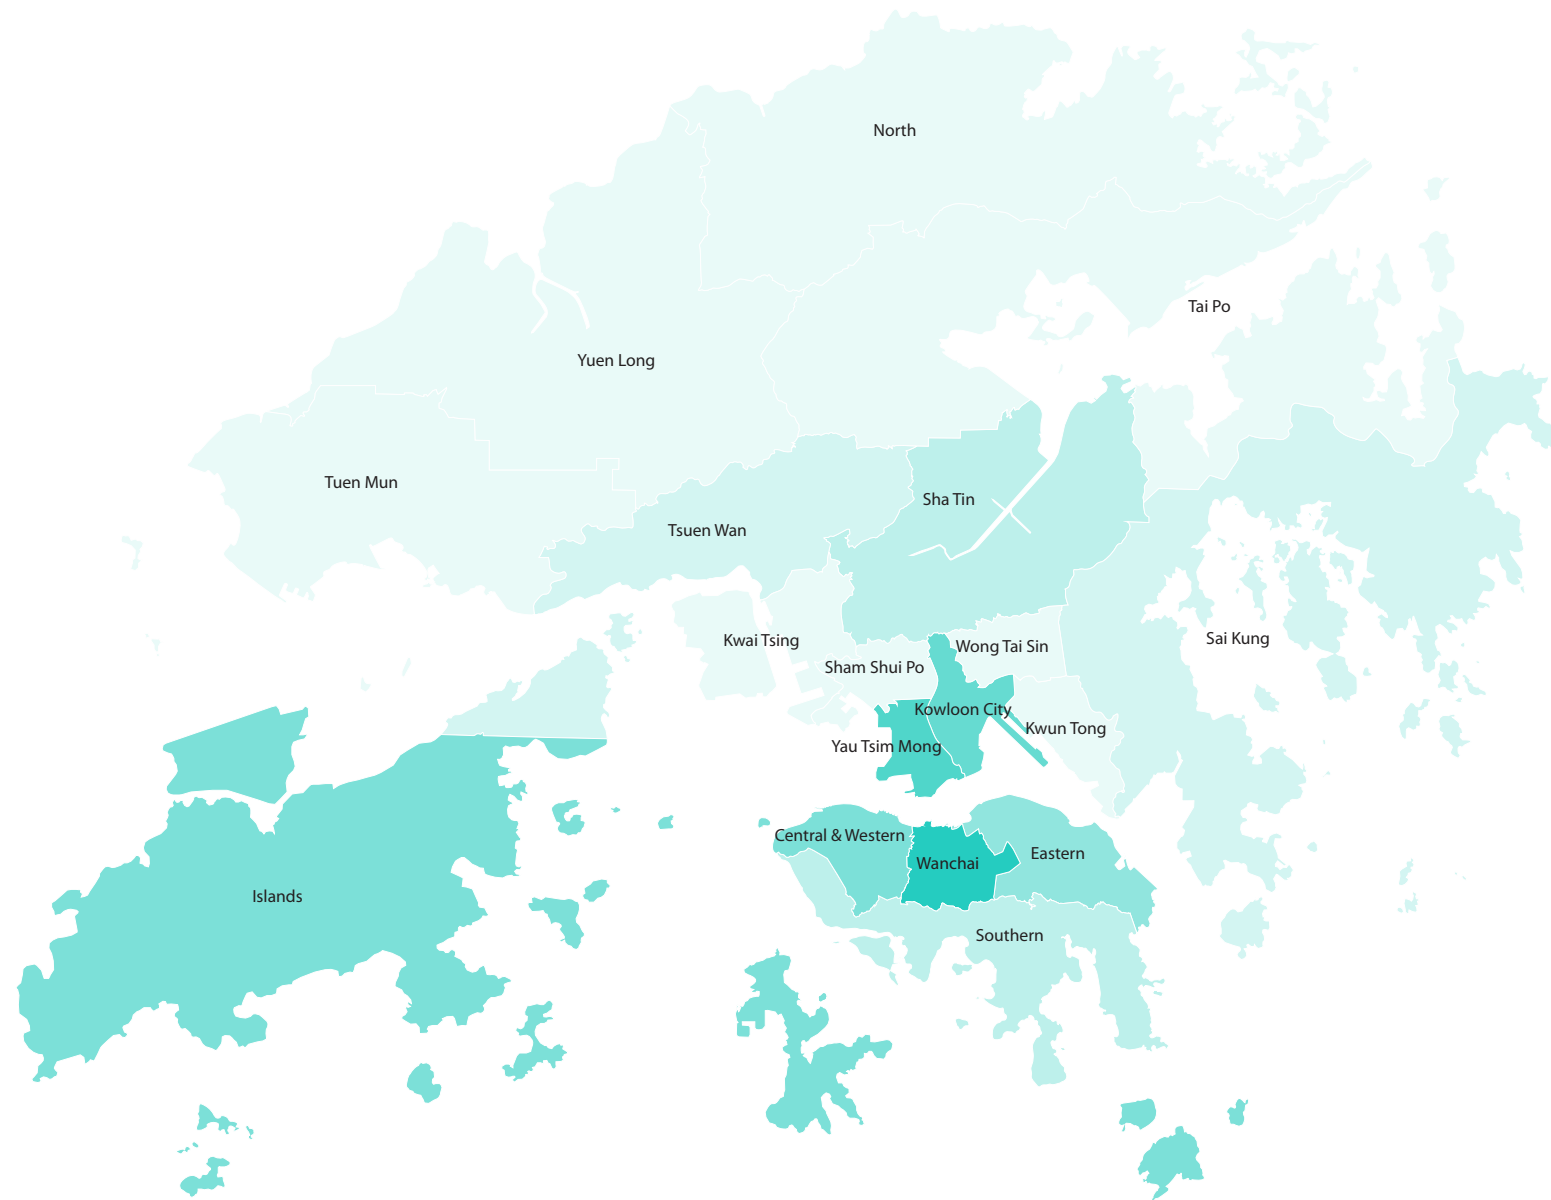 North
Tai Po
Yuen Long
Tuen Mun
Sha Tin
Tsuen Wan
Sai Kung
Kwai Tsing
Wong Tai Sin
Sham Shui Po
Kowloon City
Kwun Tong
Yau Tsim Mong
Central & Western
Eastern
Wanchai
Islands
Southern